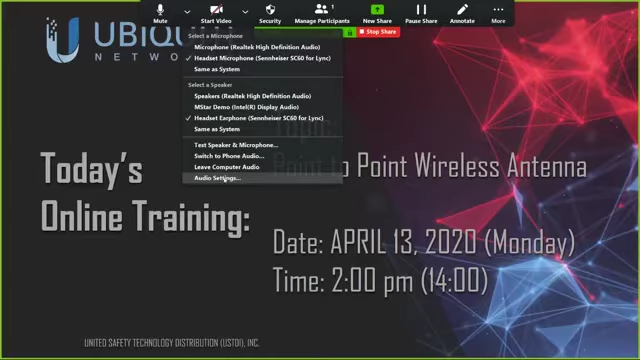 Mute
Start Video
Security
Manage Participants
1
New Share
Pause Share
Annotate
More
Stop Share
Select a Microphone
Microphone (Realtek High Definition Audio)
Headset Microphone (Sennheiser SC60 for Lync)
Same as System
Select a Speaker
Speakers (Realtek High Definition Audio)
MStar Demo (Intel(R) Display Audio)
Headset Earphone (Sennheiser SC60 for Lync)
Same as System
Test Speaker & Microphone...
Switch to Phone Audio...
Leave Computer Audio
Audio Settings...
Today's
Online Training:
to Point Wireless Antenna
Date: APRIL 13, 2020 (Monday)
Time: 2:00 pm (14:00)
UNITED SAFETY TECHNOLOGY DISTRIBUTION (USTDI), INC.